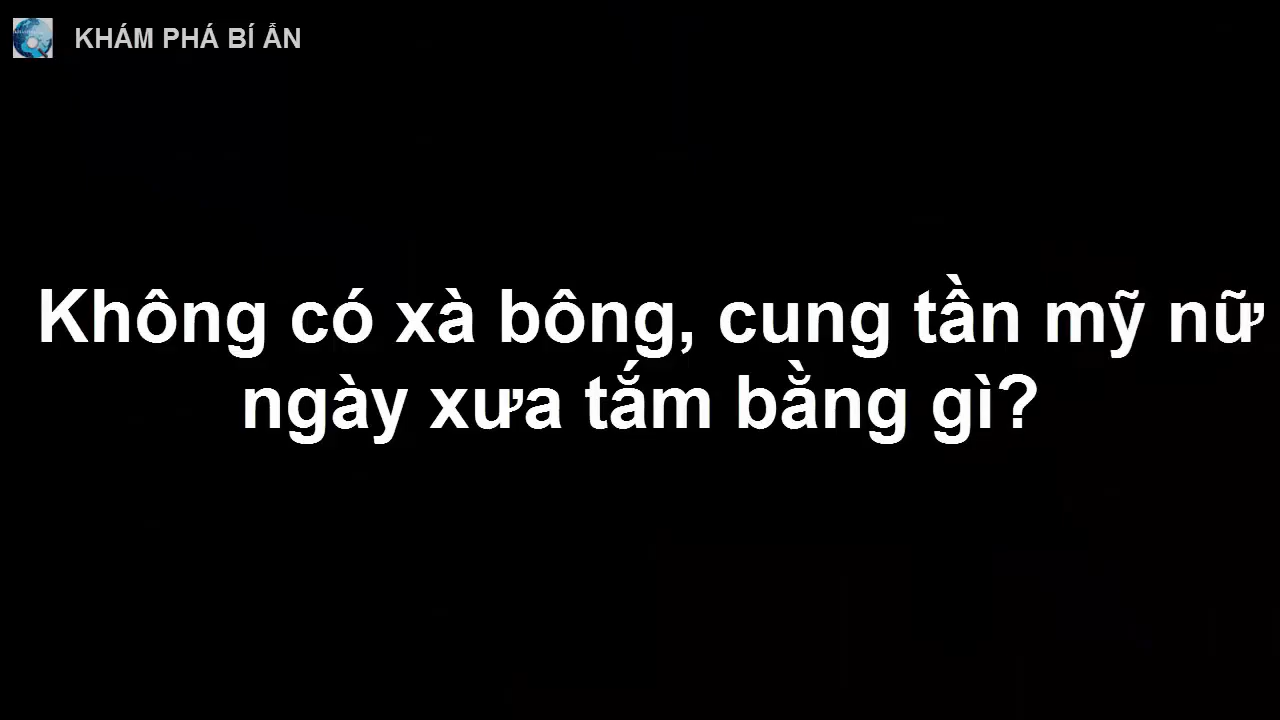 KHÁM PHÁ BÍ ẨN
Không có xà bông, cung tần mỹ nữ
ngày xưa tắm bằng gì?